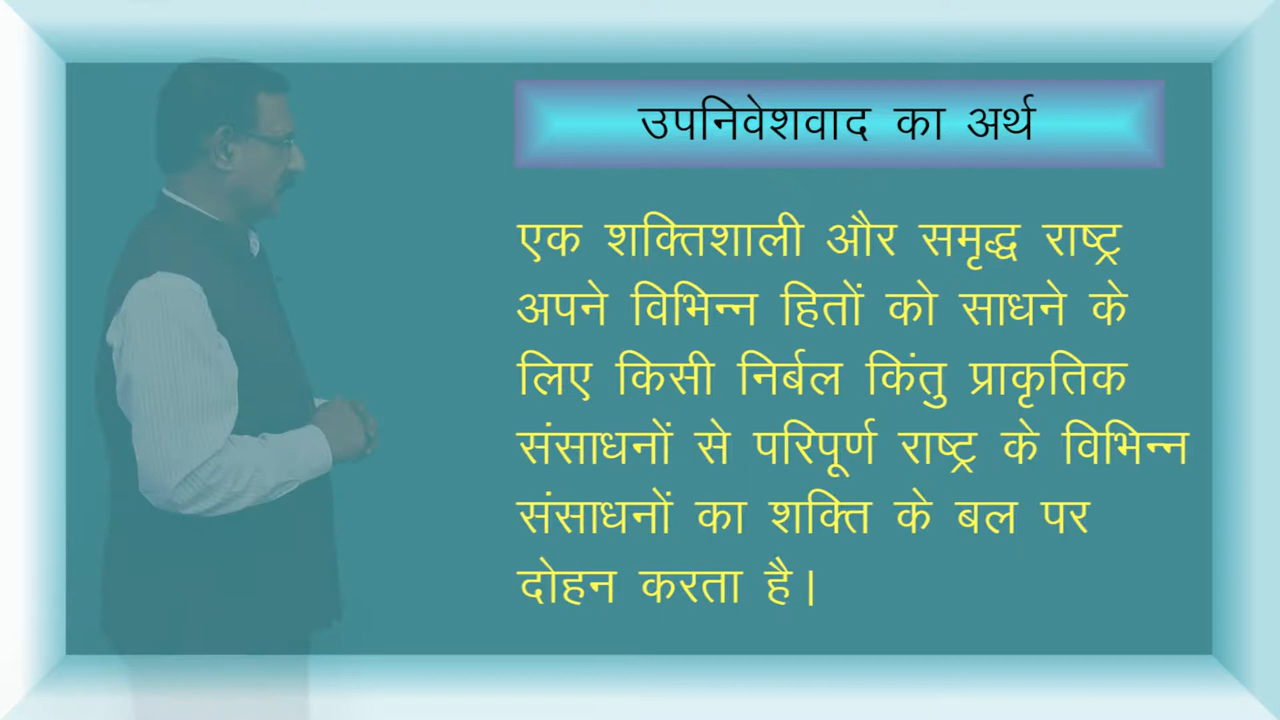 उपनिवेशवाद का अर्थ
एक शक्तिशाली और समृद्ध राष्ट्र
अपने विभिन्न हितों को साधने के
लिए किसी निर्बल किंतु प्राकृतिक
संसाधनों से परिपूर्ण राष्ट्र के विभिन्न
संसाधनों का शक्ति के बल पर
दोहन करता है।